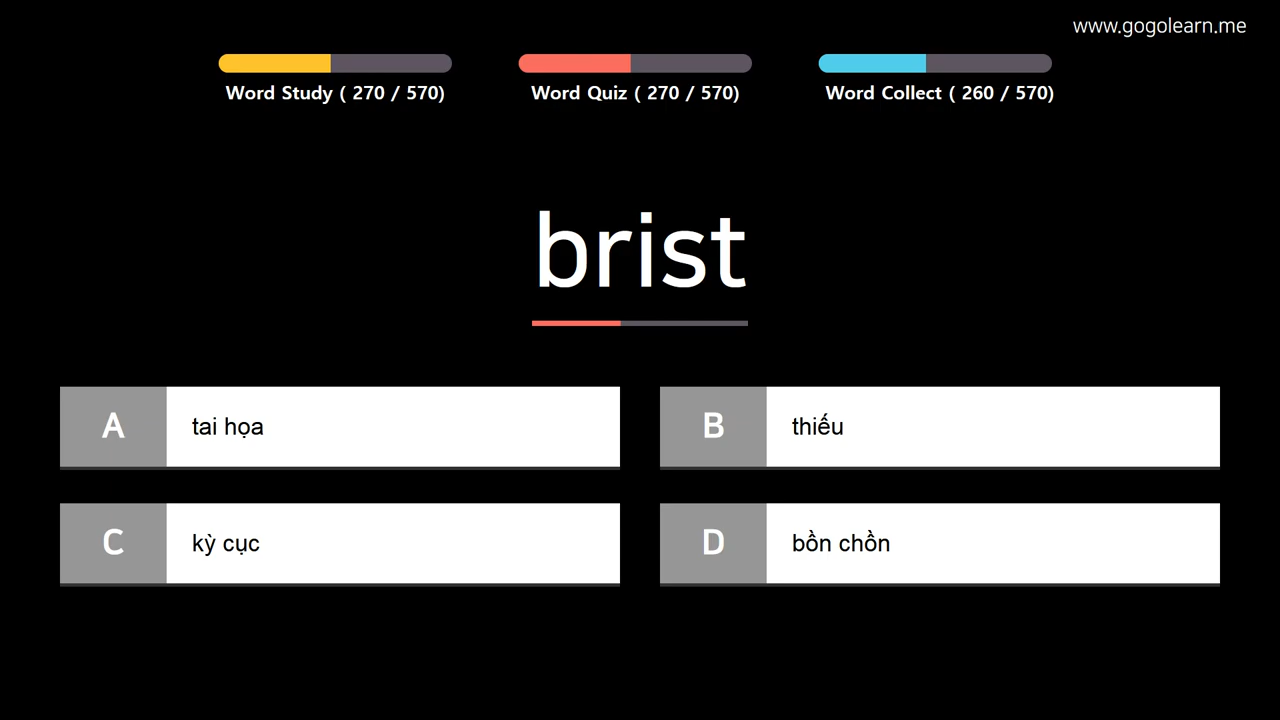 www.gogolearn.me
Word Study ( 270 / 570)
Word Quiz ( 270 / 570)
Word Collect ( 260 / 570)
brist
A
tai họa
B
thiếu
C
kỳ cục
D
bồn chồn